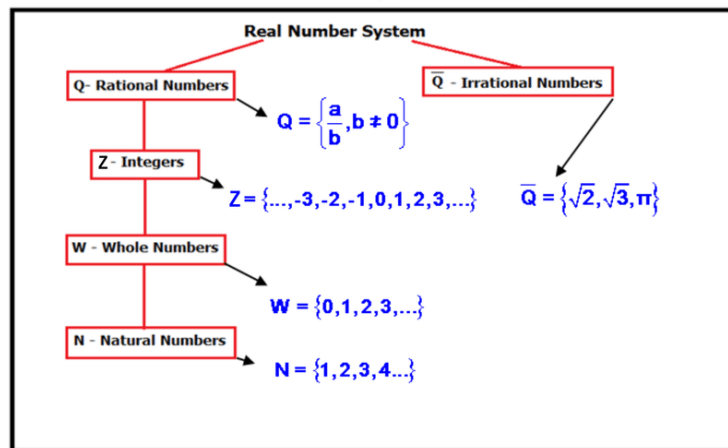 Real Number System
Q- Rational Numbers
Q̅ - Irrational Numbers
Q = {a/b, b ≠ 0}
Z - Integers
Z = {...,-3,-2,-1,0,1,2,3,...}
Q̅ = {√2,√3,π}
W - Whole Numbers
W = {0,1,2,3,...}
N - Natural Numbers
N = {1,2,3,4...}